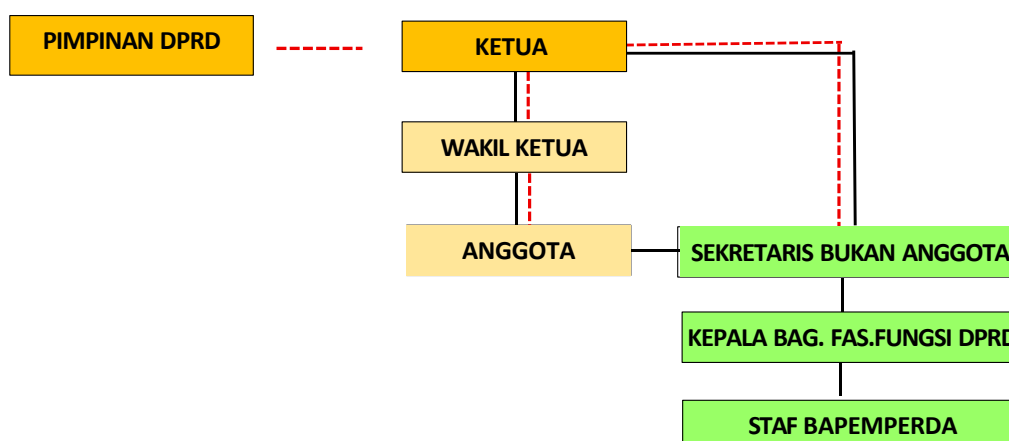 PIMPINAN DPRD
KETUA
WAKIL KETUA
ANGGOTA
SEKRETARIS BUKAN ANGGOTA
KEPALA BAG. FAS.FUNGSI DPRD
STAF BAPEMPERDA